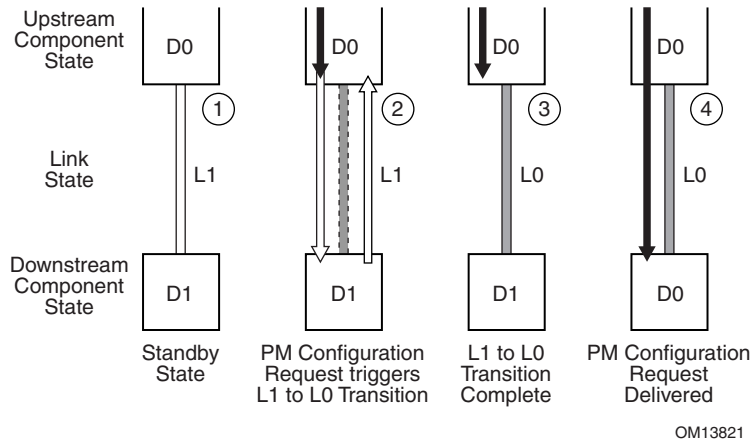 Upstream
Component
State
D0
D0
D0
D0
1
2
3
4
Link
State
L1
L1
L0
L0
Downstream
Component
State
D1
D1
D1
D0
Standby
State
PM Configuration
Request triggers
L1 to L0 Transition
L1 to L0
Transition
Complete
PM Configuration
Request
Delivered
OM13821